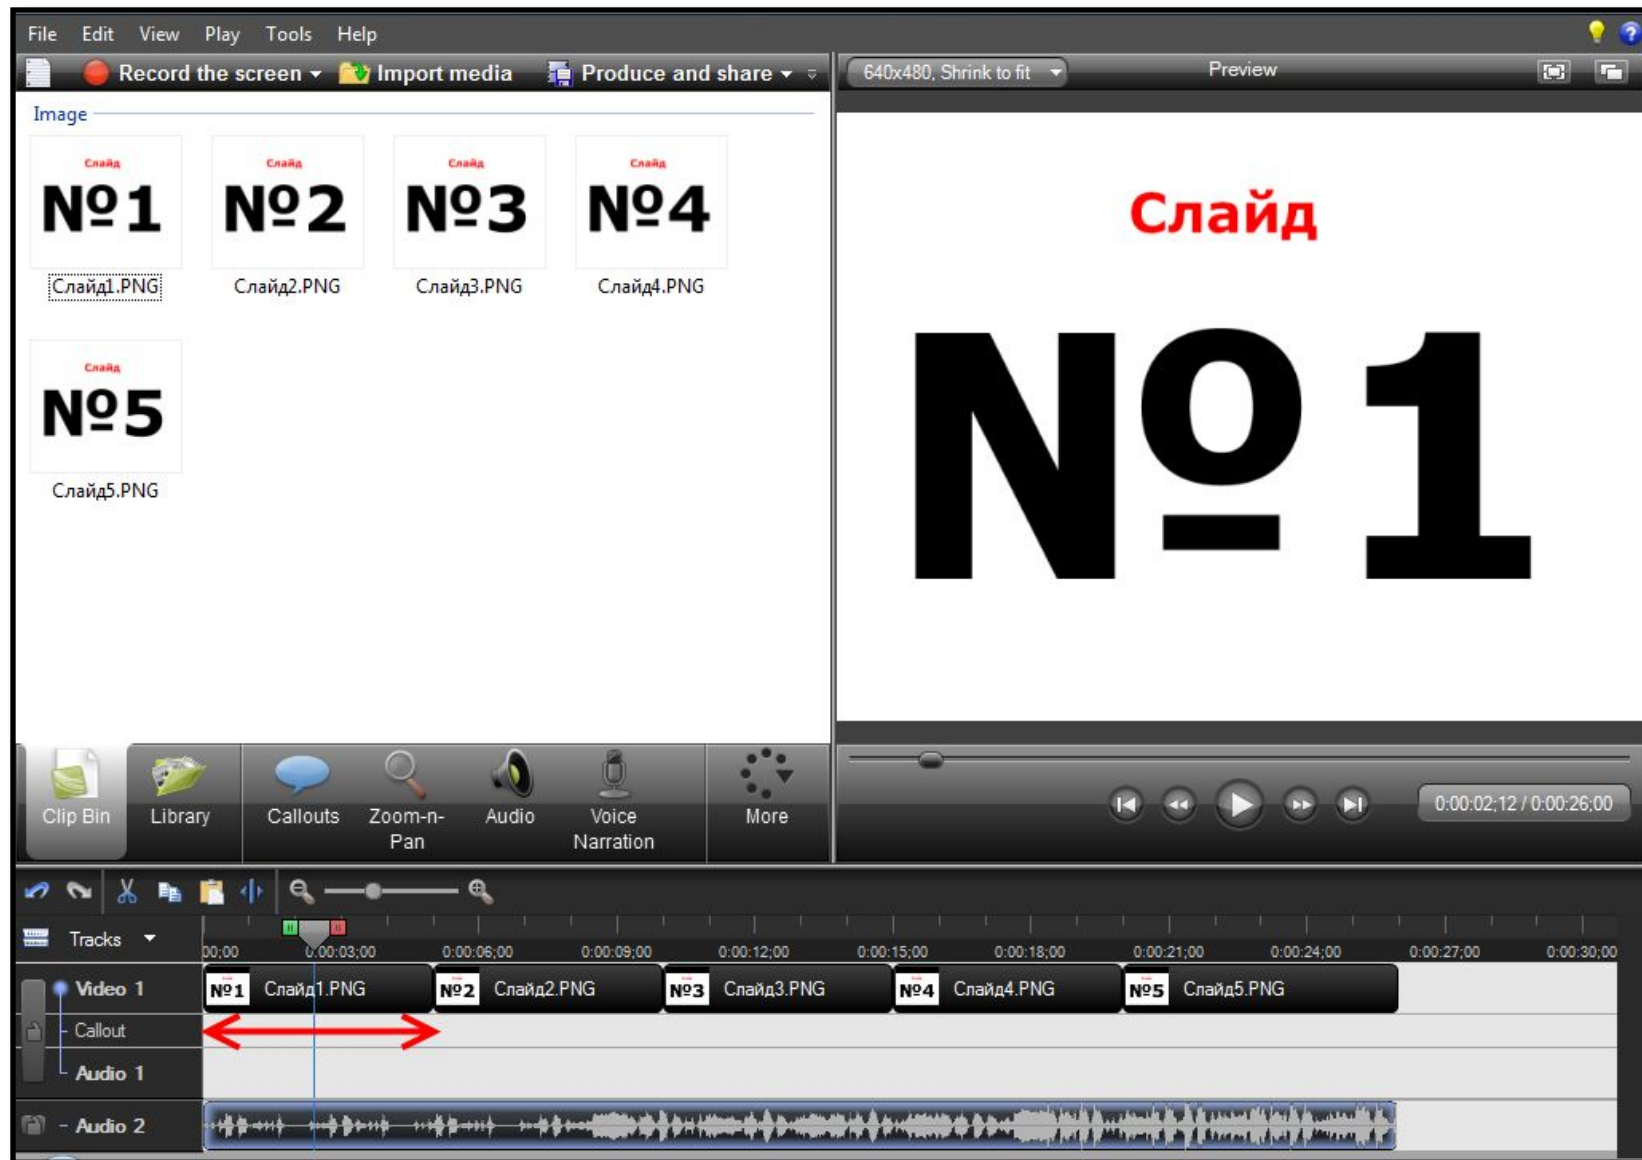 File Edit View Play Tools Help
Record the screen Import media Produce and share
640x480, Shrink to fit Preview
Image
Слайд Слайд Слайд Слайд
№1 №2 №3 №4
Слайд1.PNG Слайд2.PNG Слайд3.PNG Слайд4.PNG
Слайд
№5
Слайд5.PNG
Слайд
№1
Clip Bin Library Callouts Zoom-n-Pan Audio Voice Narration More
0:00:02;12 / 0:00:26;00
Tracks
00;00 0:00:03;00 0:00:06;00 0:00:09;00 0:00:12;00 0:00:15;00 0:00:18;00 0:00:21;00 0:00:24;00 0:00:27;00 0:00:30;00
Video 1 №1 Слайд1.PNG №2 Слайд2.PNG №3 Слайд3.PNG №4 Слайд4.PNG №5 Слайд5.PNG
Callout
Audio 1
Audio 2